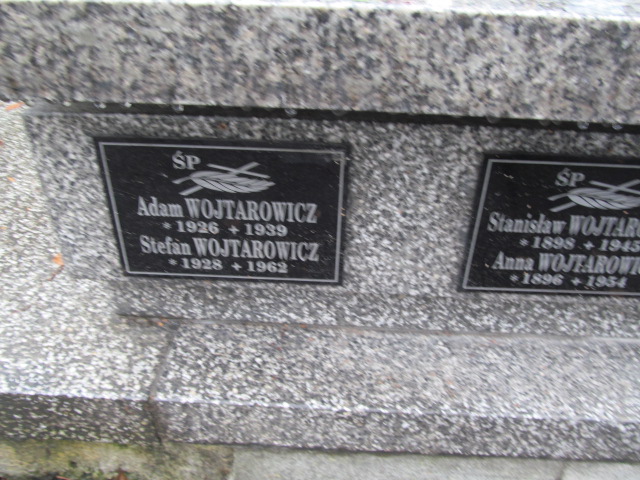 ŚP
Adam WOJTAROWICZ
* 1926 + 1939
Stefan WOJTAROWICZ
* 1928 + 1962
ŚP
Stanisław
* 1898
Anna
* 1896 + 1954